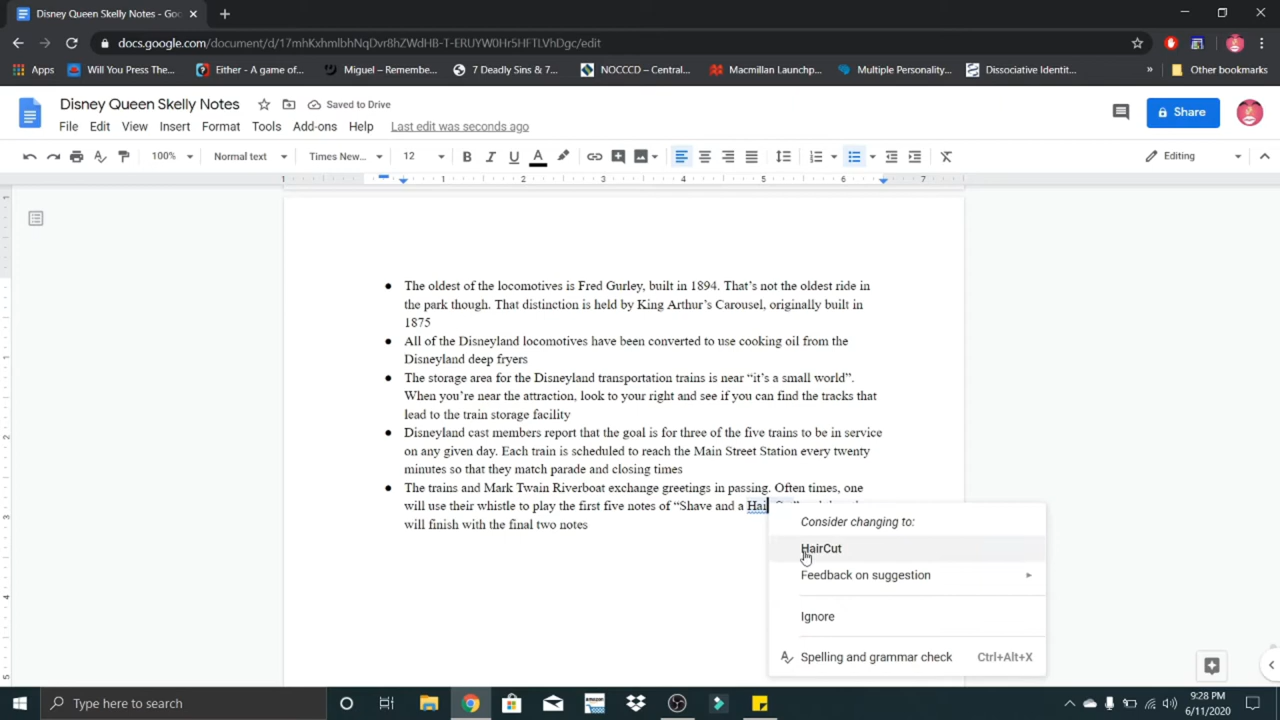 Disney Queen Skelly Notes - Goo
docs.google.com/document/d/17mhKxhmlbhNqDvr8hZWdHB-T-ERUYW0Hr5HFTLVhDgc/edit
Apps Will You Press The... Either - A game of... Miguel – Remembe... 7 Deadly Sins & 7... NOCCCD – Central... Macmillan Launchp... Multiple Personality... Dissociative Identit... » Other bookmarks
Disney Queen Skelly Notes Saved to Drive
Share
File Edit View Insert Format Tools Add-ons Help Last edit was seconds ago
100% Normal text Times New... 12 B I U A Editing
1 1 2 3 4 5 6 7
● The oldest of the locomotives is Fred Gurley, built in 1894. That’s not the oldest ride in
the park though. That distinction is held by King Arthur’s Carousel, originally built in
1875
● All of the Disneyland locomotives have been converted to use cooking oil from the
Disneyland deep fryers
● The storage area for the Disneyland transportation trains is near “it’s a small world”.
When you’re near the attraction, look to your right and see if you can find the tracks that
lead to the train storage facility
● Disneyland cast members report that the goal is for three of the five trains to be in service
on any given day. Each train is scheduled to reach the Main Street Station every twenty
minutes so that they match parade and closing times
● The trains and Mark Twain Riverboat exchange greetings in passing. Often times, one
will use their whistle to play the first five notes of “Shave and a Hai
will finish with the final two notes
Consider changing to:
HairCut
Feedback on suggestion
Ignore
Spelling and grammar check Ctrl+Alt+X
Type here to search
9:28 PM
6/11/2020